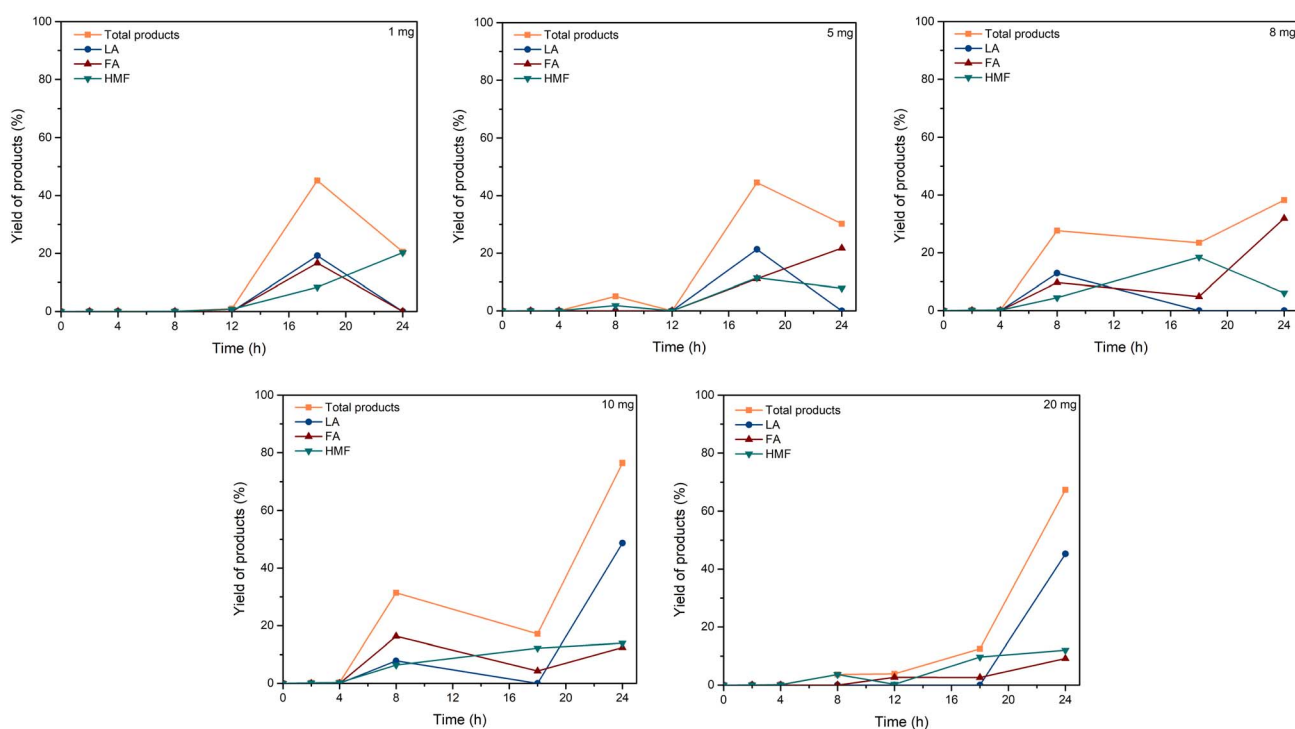 1 mg
Total products
LA
FA
HMF
Yield of products (%)
100
80
60
40
20
0
0 4 8 12 16 20 24
Time (h)
5 mg
Total products
LA
FA
HMF
Yield of products (%)
100
80
60
40
20
0
0 4 8 12 16 20 24
Time (h)
8 mg
Total products
LA
FA
HMF
Yield of products (%)
100
80
60
40
20
0
0 4 8 12 16 20 24
Time (h)
10 mg
Total products
LA
FA
HMF
Yield of products (%)
100
80
60
40
20
0
0 4 8 12 16 20 24
Time (h)
20 mg
Total products
LA
FA
HMF
Yield of products (%)
100
80
60
40
20
0
0 4 8 12 16 20 24
Time (h)